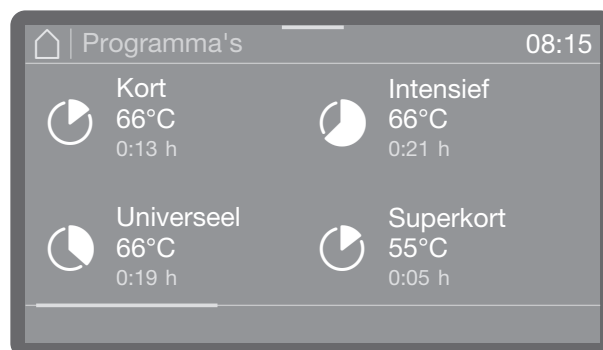 Programma's 08:15
Kort
66°C
0:13 h
Intensief
66°C
0:21 h
Universeel
66°C
0:19 h
Superkort
55°C
0:05 h